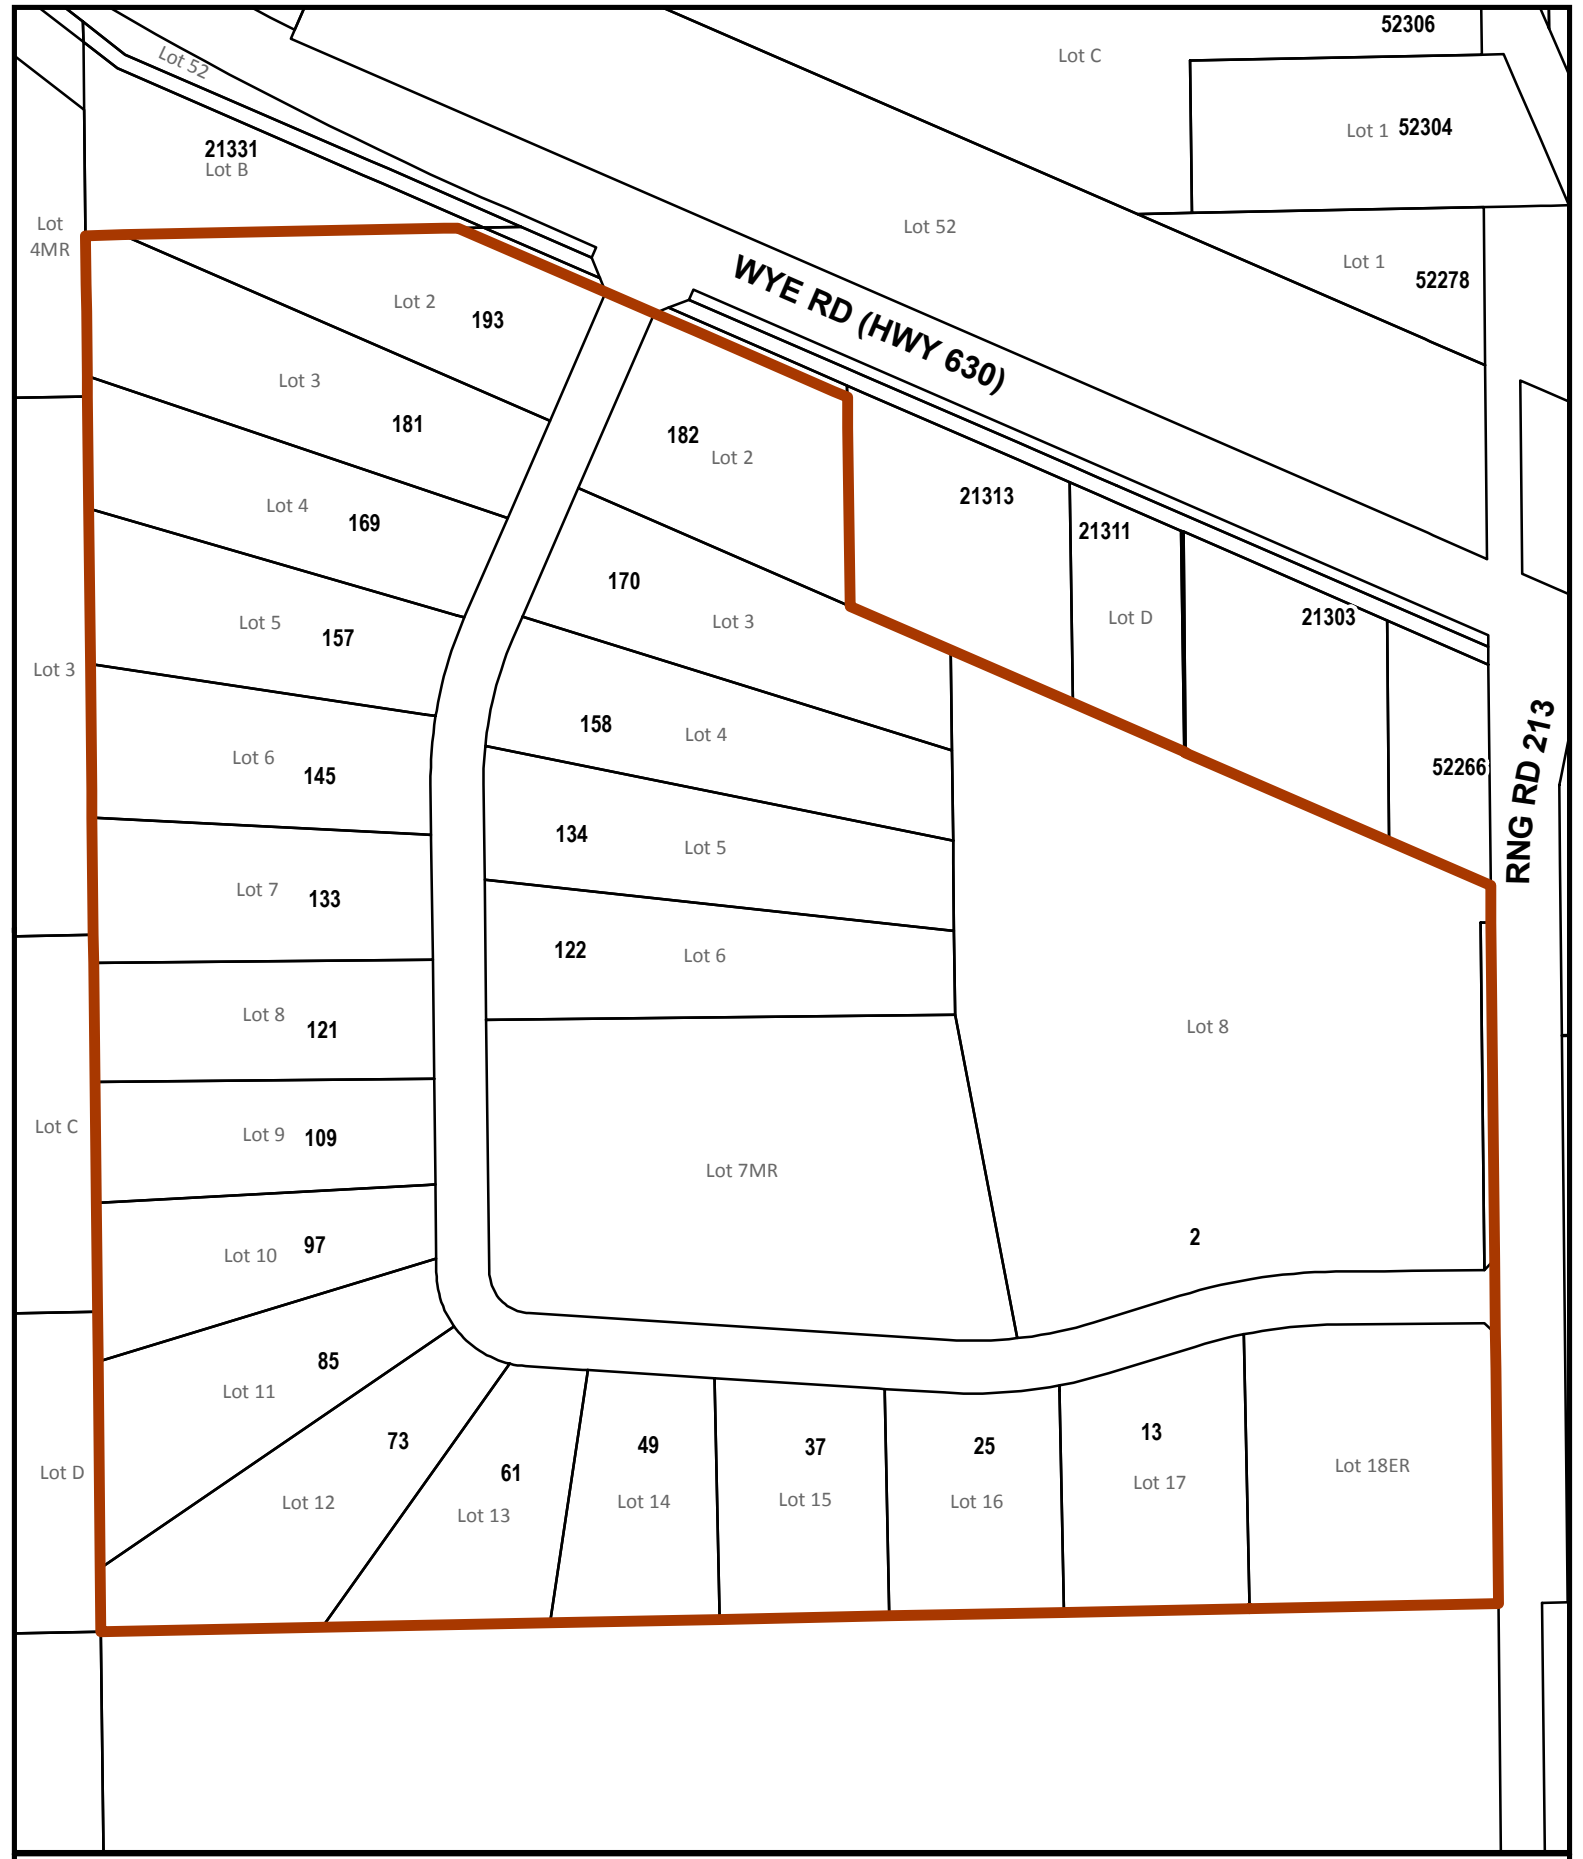 52306
Lot C
Lot 52
Lot 1 52304
21331
Lot B
Lot
4MR
Lot 52
Lot 1
52278
WYE RD (HWY 630)
Lot 2
193
Lot 3
181
182
Lot 2
21313
21311
Lot 4
169
170
Lot 3
Lot D
21303
Lot 5
157
Lot 3
158
Lot 4
52266
RNG RD 213
Lot 6
145
134
Lot 5
Lot 7
133
122
Lot 6
Lot 8
121
Lot 8
Lot C
Lot 9
109
Lot 7MR
Lot 10
97
2
85
Lot 11
73
61
49
37
25
13
Lot D
Lot 12
Lot 13
Lot 14
Lot 15
Lot 16
Lot 17
Lot 18ER